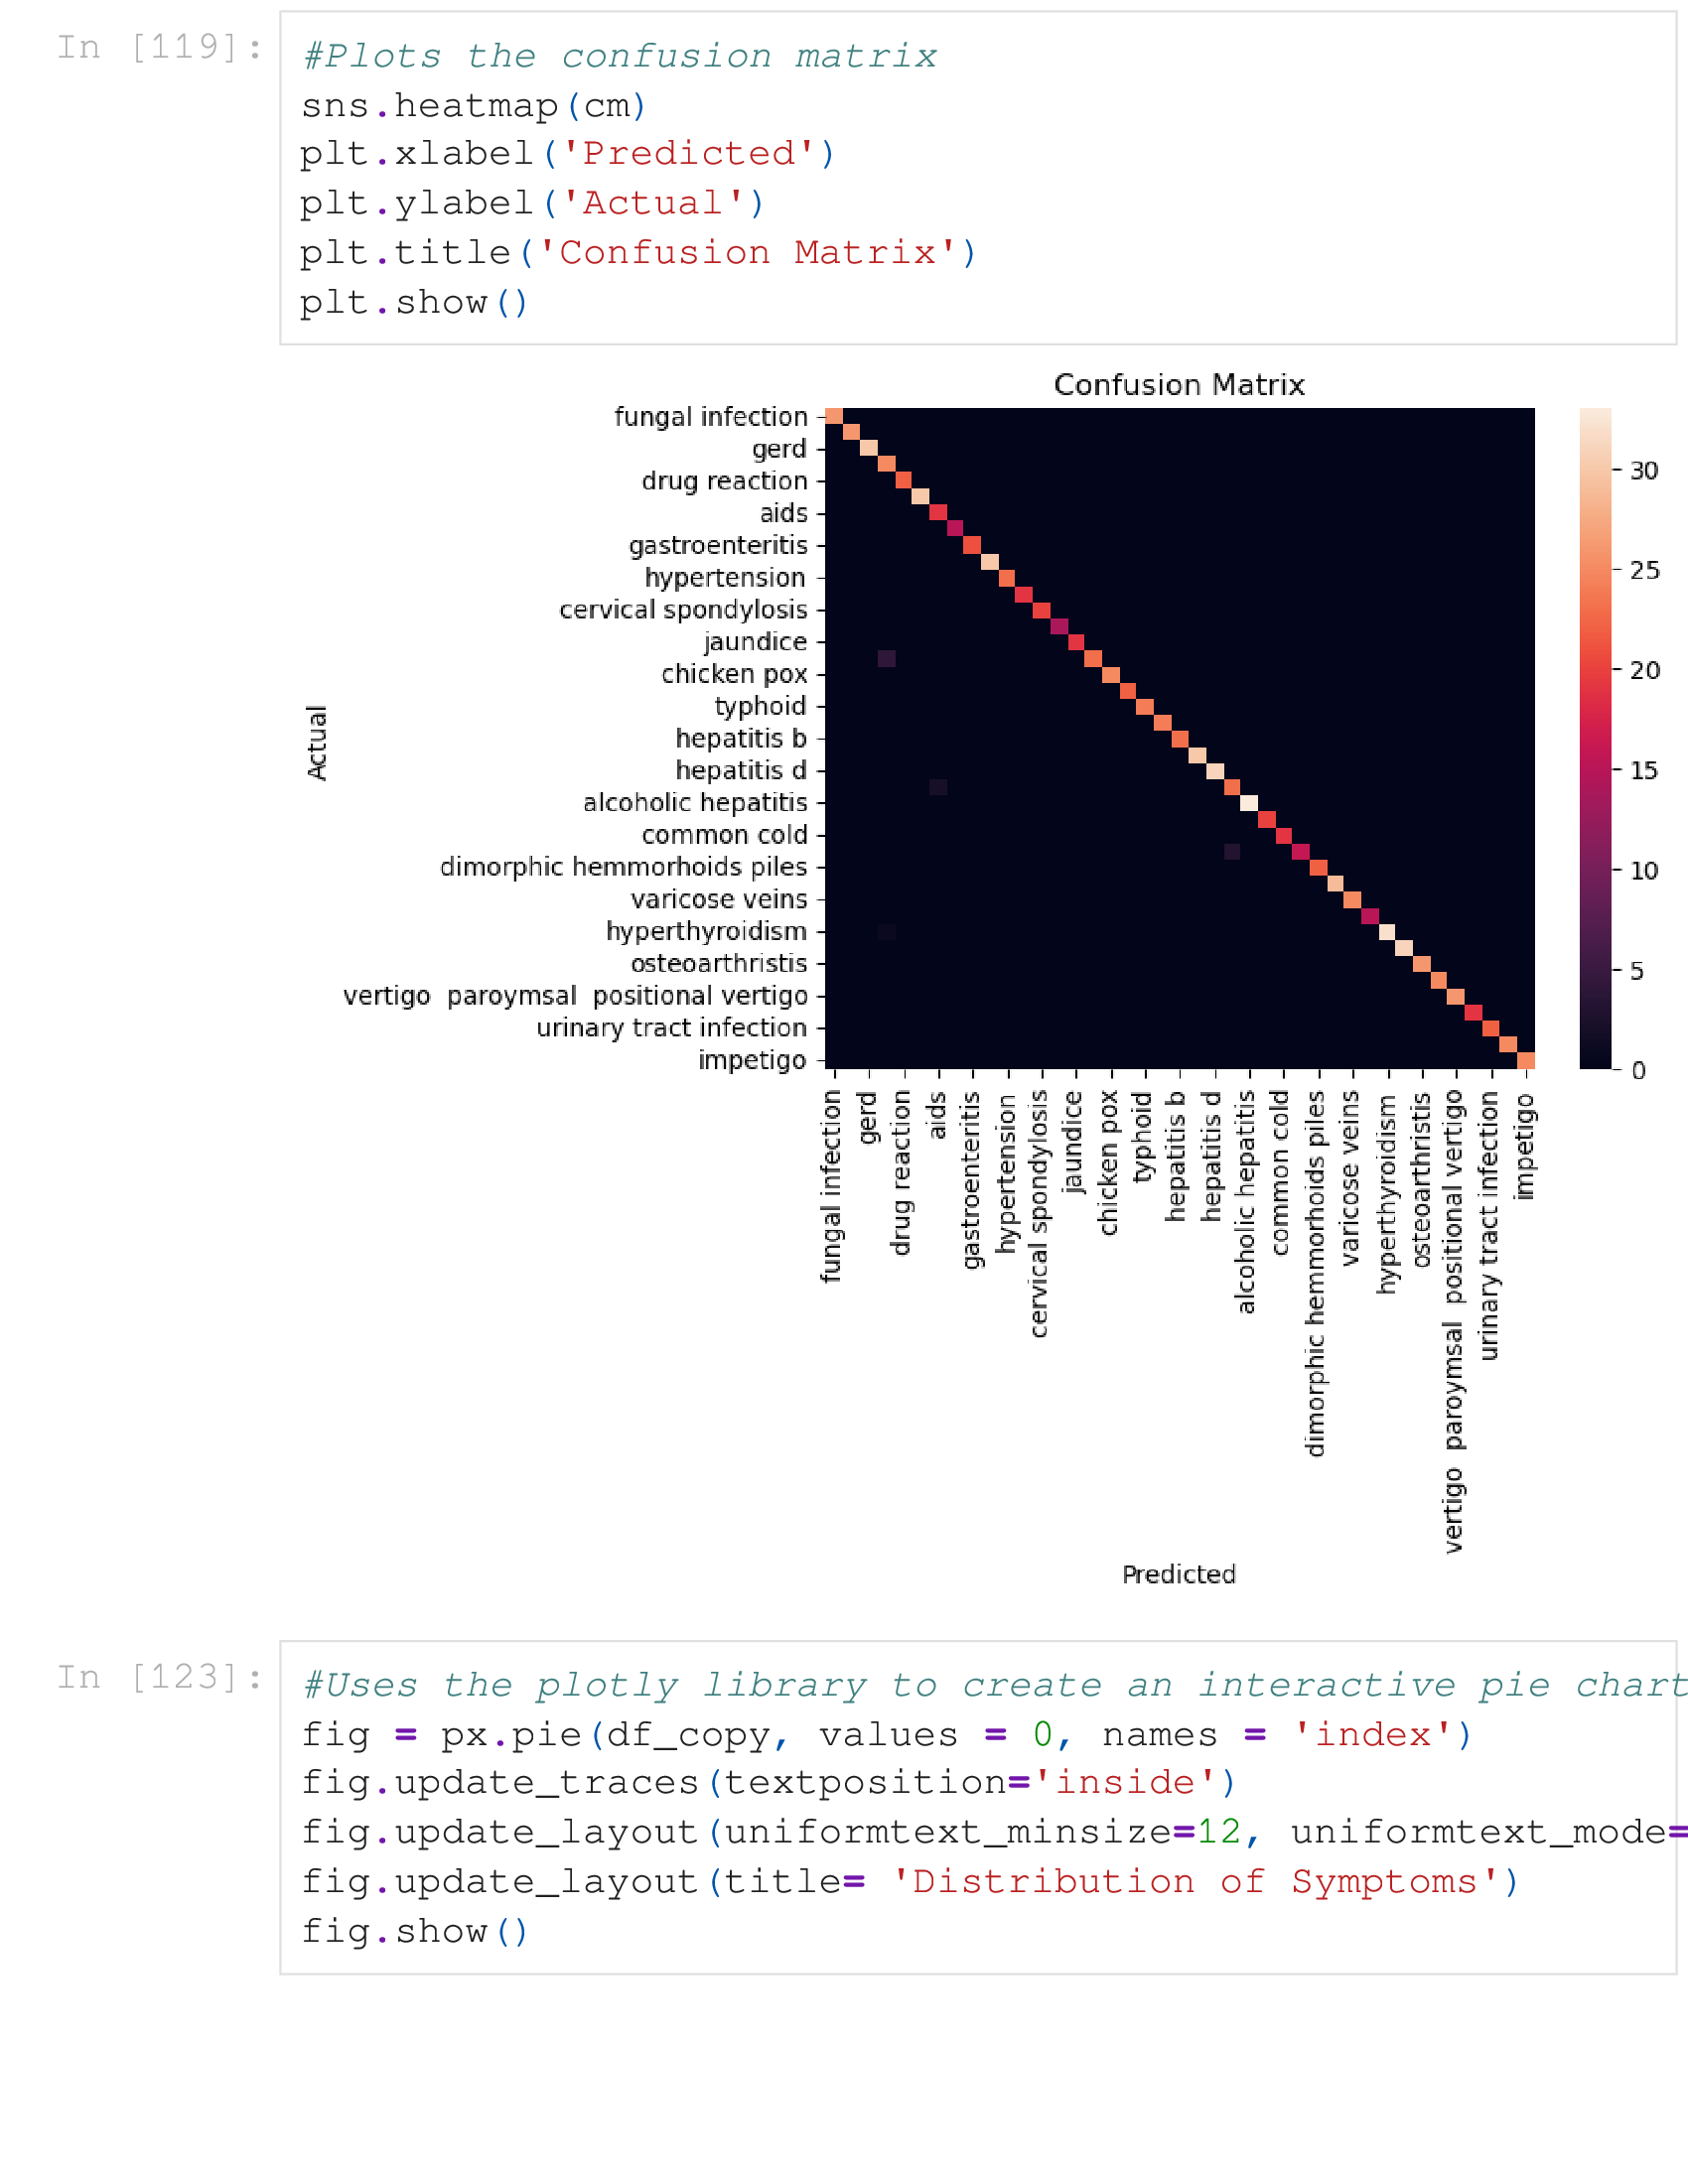 In [119]:
#Plots the confusion matrix
sns.heatmap(cm)
plt.xlabel('Predicted')
plt.ylabel('Actual')
plt.title('Confusion Matrix')
plt.show()
Confusion Matrix
Actual
fungal infection
gerd
drug reaction
aids
gastroenteritis
hypertension
cervical spondylosis
jaundice
chicken pox
typhoid
hepatitis b
hepatitis d
alcoholic hepatitis
common cold
dimorphic hemmorhoids piles
varicose veins
hyperthyroidism
osteoarthristis
vertigo  paroymsal  positional vertigo
urinary tract infection
impetigo
30
25
20
15
10
5
0
fungal infection
gerd
drug reaction
aids
gastroenteritis
hypertension
cervical spondylosis
jaundice
chicken pox
typhoid
hepatitis b
hepatitis d
alcoholic hepatitis
common cold
dimorphic hemmorhoids piles
varicose veins
hyperthyroidism
osteoarthristis
vertigo  paroymsal  positional vertigo
urinary tract infection
impetigo
Predicted
In [123]:
#Uses the plotly library to create an interactive pie chart
fig = px.pie(df_copy, values = 0, names = 'index')
fig.update_traces(textposition='inside')
fig.update_layout(uniformtext_minsize=12, uniformtext_mode=
fig.update_layout(title= 'Distribution of Symptoms')
fig.show()